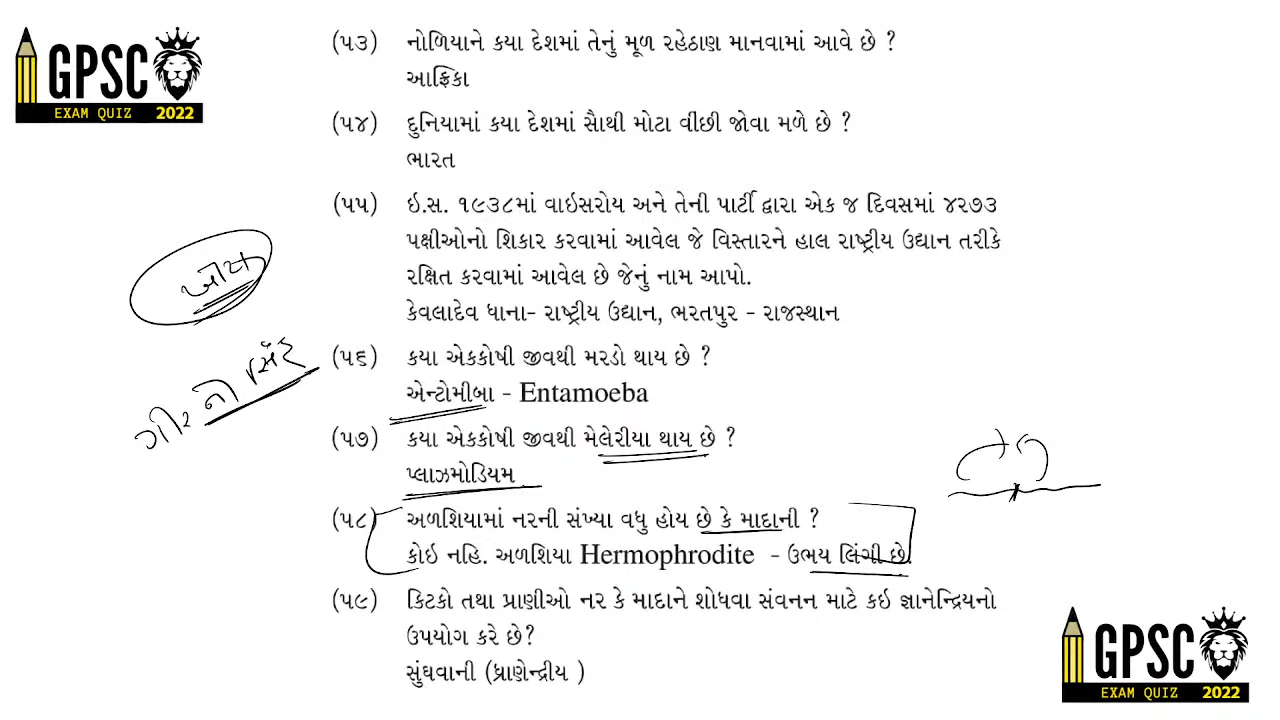 GPSC
EXAM QUIZ 2022
(૫૩) નોળિયાને કયા દેશમાં તેનું મૂળ રહેઠાણ માનવામાં આવે છે ?
આફ્રિકા
(૫૪) દુનિયામાં કયા દેશમાં સૌાથી મોટા વીંછી જોવા મળે છે ?
ભારત
(૫૫) ઇ.સ. ૧૯૩૮માં વાઇસરોય અને તેની પાર્ટી દ્વારા એક જ દિવસમાં ૪૨૭૩
પક્ષીઓનો શિકાર કરવામાં આવેલ જે વિસ્તારને હાલ રાષ્ટ્રીય ઉદ્યાન તરીકે
રક્ષિત કરવામાં આવેલ છે જેનું નામ આપો.
કેવલાદેવ ધાના- રાષ્ટ્રીય ઉદ્યાન, ભરતપુર - રાજસ્થાન
(૫૬) કયા એકકોષી જીવથી મરડો થાય છે ?
એન્ટોમીબા - Entamoeba
(૫૭) કયા એકકોષી જીવથી મેલેરીયા થાય છે ?
પ્લાઝમોડિયમ
(૫૮) અળશિયામાં નરની સંખ્યા વધુ હોય છે કે માદાની ?
કોઇ નહિ. અળશિયા Hermophrodite - ઉભય લિંગી છે.
(૫૯) કિટકો તથા પ્રાણીઓ નર કે માદાને શોધવા સંવનન માટે કઇ જ્ઞાનેન્દ્રિયનો
ઉપયોગ કરે છે?
સુંઘવાની (ધ્રાણેન્દ્રીય )
GPSC
EXAM QUIZ 2022